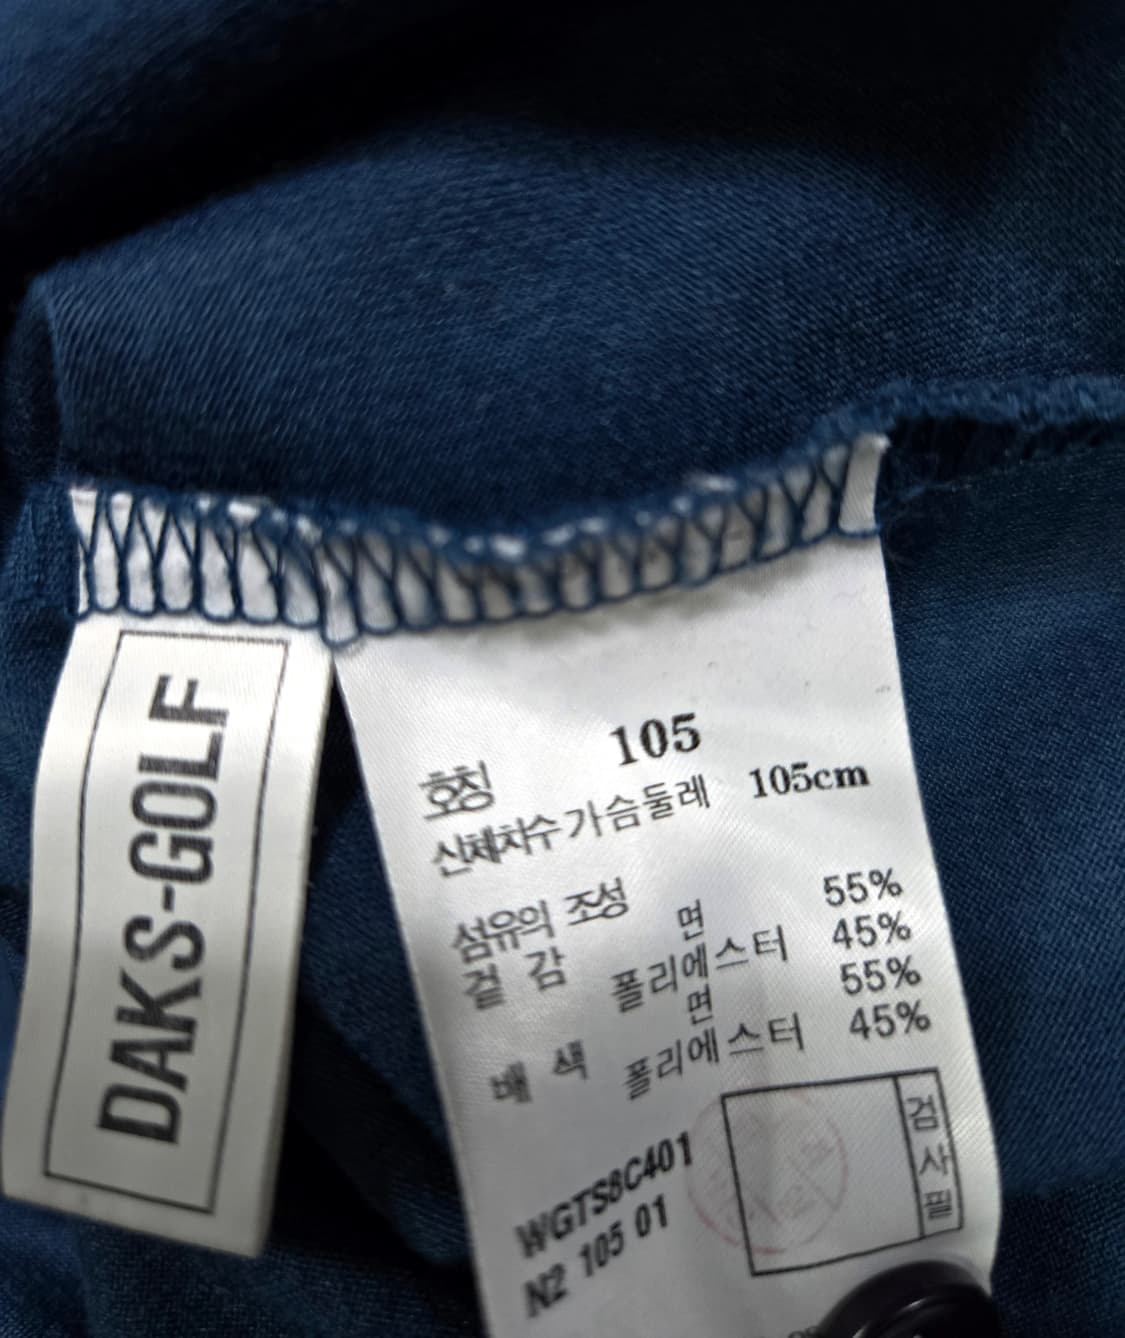 DAKS-GOLF
호칭 105
신체치수 가슴둘레 105cm
섬유의 조성
걸 감 면 55%
폴리에스터 45%
배 색 면 55%
폴리에스터 45%
검사필
WGTS8C401
N2 105 01